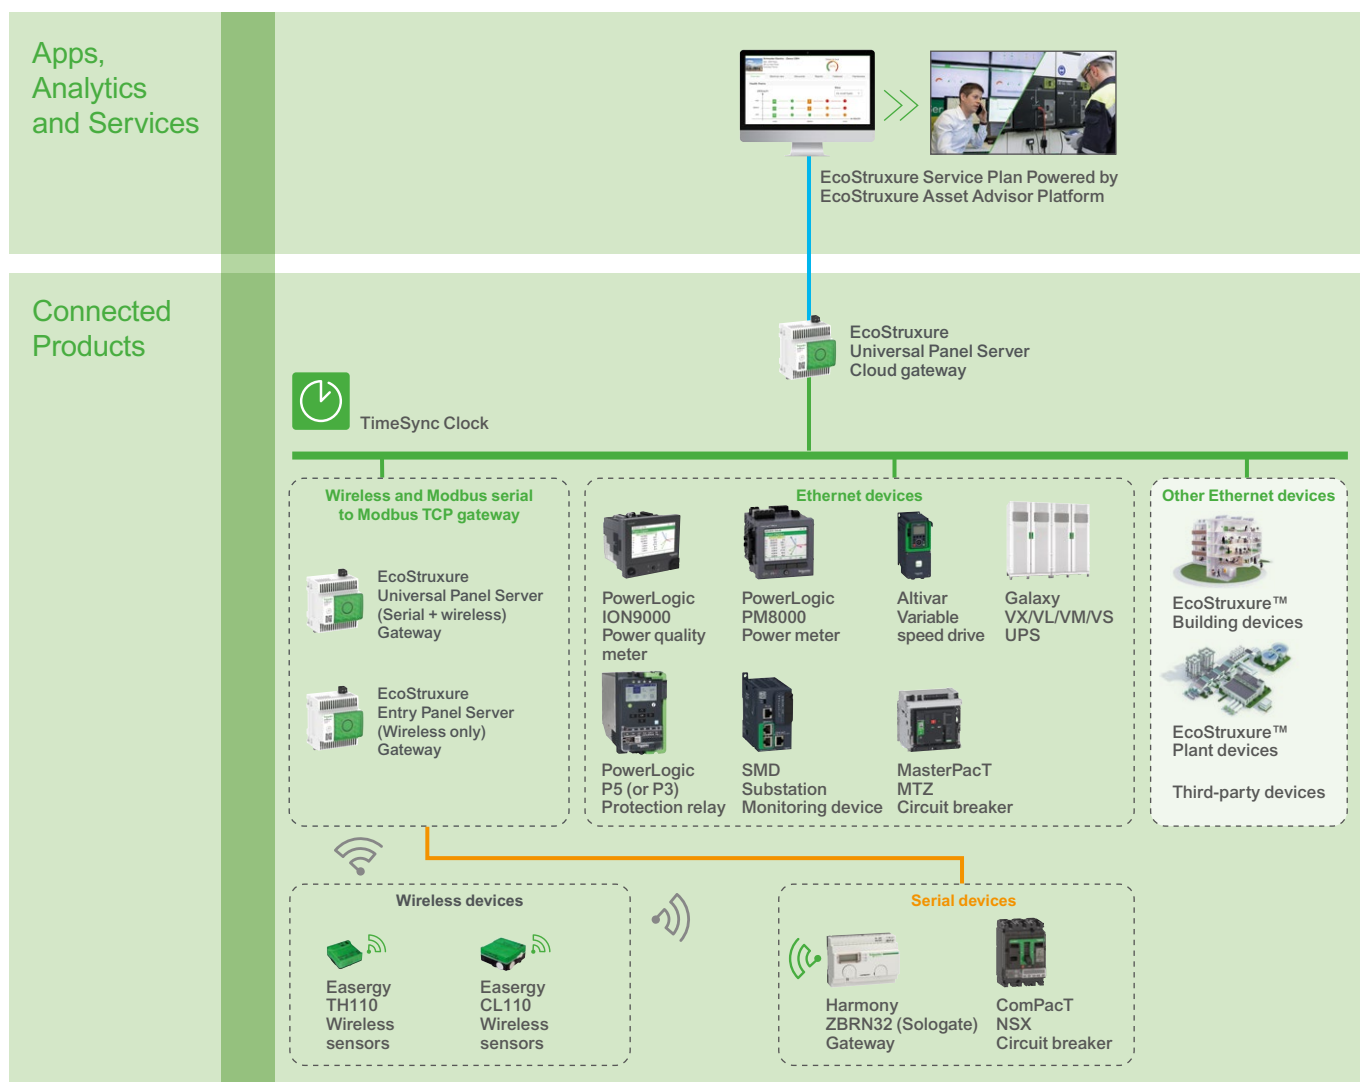 Apps,
Analytics
and Services
EcoStruxure Service Plan Powered by
EcoStruxure Asset Advisor Platform
Connected
Products
EcoStruxure
Universal Panel Server
Cloud gateway
TimeSync Clock
Wireless and Modbus serial
to Modbus TCP gateway
EcoStruxure
Universal Panel Server
(Serial + wireless)
Gateway
EcoStruxure
Entry Panel Server
(Wireless only)
Gateway
Ethernet devices
PowerLogic
ION9000
Power quality
meter
PowerLogic
PM8000
Power meter
Altivar
Variable
speed drive
Galaxy
VX/VL/VM/VS
UPS
PowerLogic
P5 (or P3)
Protection relay
SMD
Substation
Monitoring device
MasterPacT
MTZ
Circuit breaker
Other Ethernet devices
EcoStruxure™
Building devices
EcoStruxure™
Plant devices
Third-party devices
Wireless devices
Easergy
TH110
Wireless
sensors
Easergy
CL110
Wireless
sensors
Serial devices
Harmony
ZBRN32 (Sologate)
Gateway
ComPacT
NSX
Circuit breaker